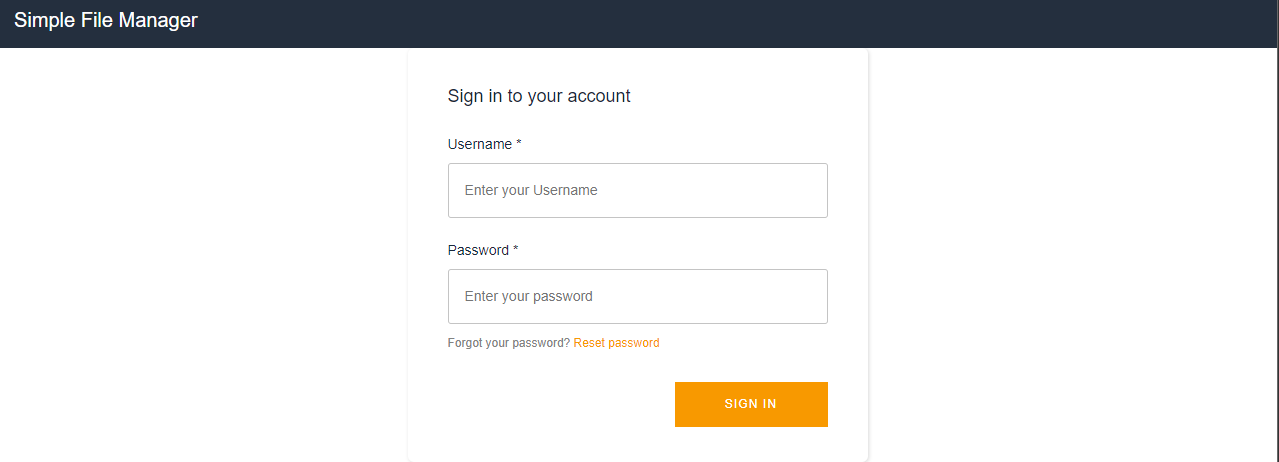 Simple File Manager
Sign in to your account
Username *
Enter your Username
Password *
Enter your password
Forgot your password? Reset password
SIGN IN